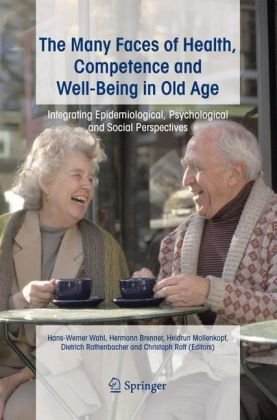 The Many Faces of Health,
Competence and
Well-Being in Old Age
Integrating Epidemiological, Psychological
and Social Perspectives
Hans-Werner Wahl, Hermann Brenner, Heidrun Mollenkopf,
Dietrich Rothenbacher and Christoph Rott (Editors)
Springer